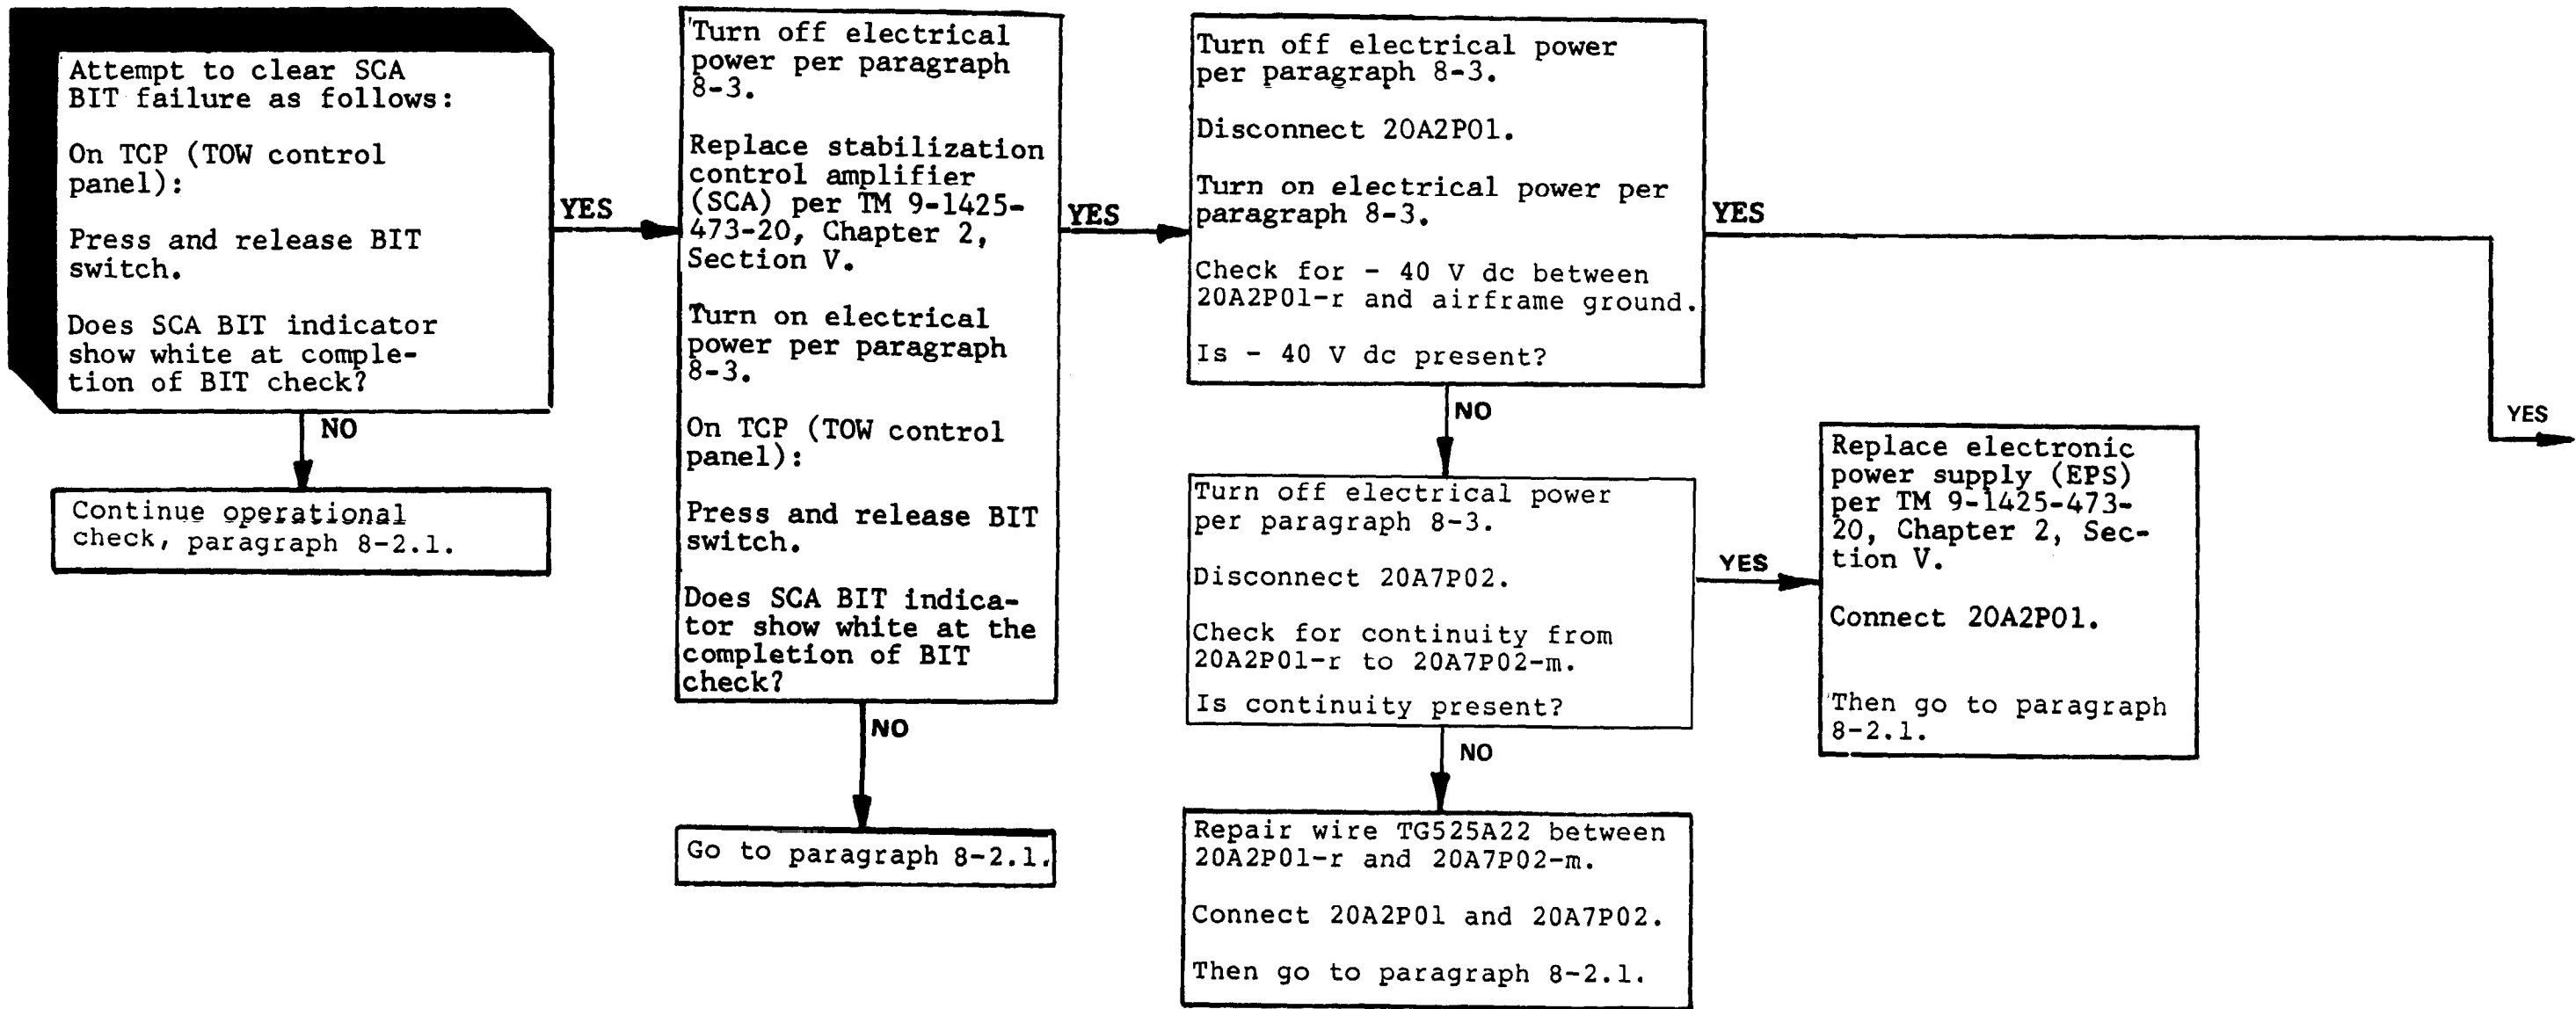 Attempt to clear SCA
BIT failure as follows:
On TCP (TOW control
panel):
Press and release BIT
switch.
Does SCA BIT indicator
show white at comple-
tion of BIT check?
YES
NO
Continue operational
check, paragraph 8-2.1.
Turn off electrical
power per paragraph
8-3.
Replace stabilization
control amplifier
(SCA) per TM 9-1425-
473-20, Chapter 2,
Section V.
Turn on electrical
power per paragraph
8-3.
On TCP (TOW control
panel):
Press and release BIT
switch.
Does SCA BIT indica-
tor show white at the
completion of BIT
check?
YES
NO
Go to paragraph 8-2.1.
Turn off electrical power
per paragraph 8-3.
Disconnect 20A2P01.
Turn on electrical power per
paragraph 8-3.
Check for - 40 V dc between
20A2P01-r and airframe ground.
Is - 40 V dc present?
YES
YES
NO
Turn off electrical power
per paragraph 8-3.
Disconnect 20A7P02.
Check for continuity from
20A2P01-r to 20A7P02-m.
Is continuity present?
YES
NO
Replace electronic
power supply (EPS)
per TM 9-1425-473-
20, Chapter 2, Sec-
tion V.
Connect 20A2P01.
Then go to paragraph
8-2.1.
Repair wire TG525A22 between
20A2P01-r and 20A7P02-m.
Connect 20A2P01 and 20A7P02.
Then go to paragraph 8-2.1.